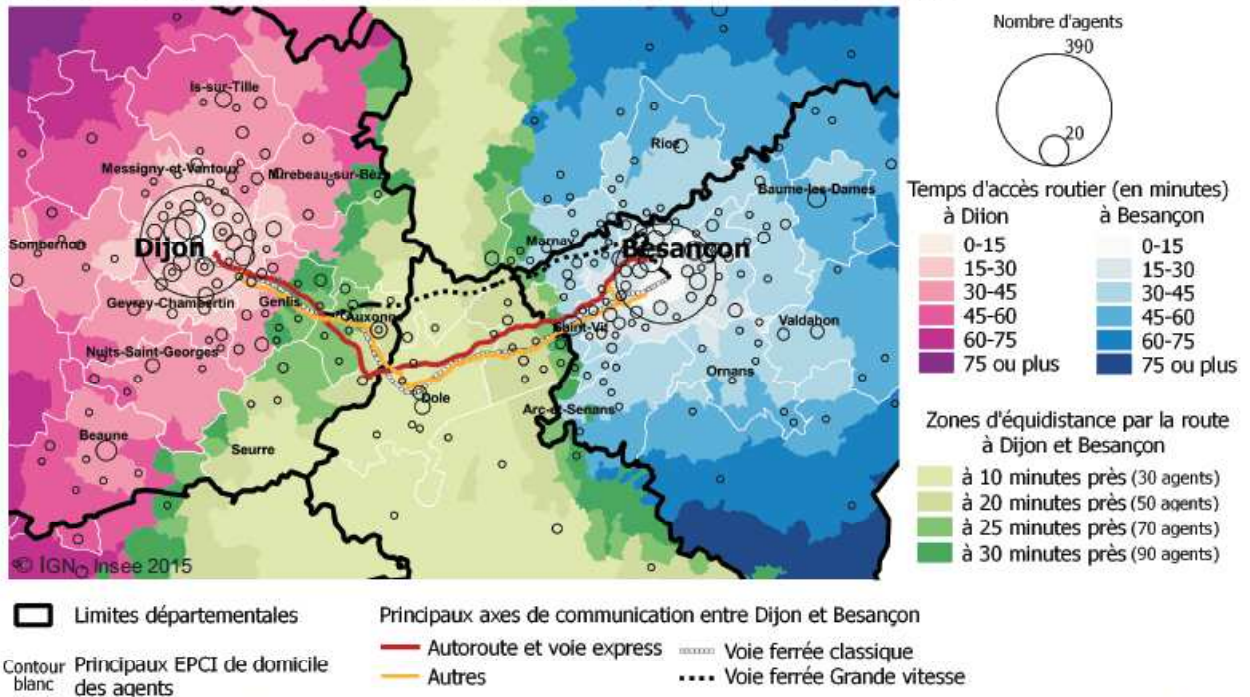 Is-sur-Tille
Messigny-et-Vantoux
Mirebeau-sur-Bèze
Sombernon
Dijon
Gevrey-Chambertin
Genlis
Auxonne
Nuits-Saint-Georges
Beaune
Seurre
Dole
Rioz
Baume-les-Dames
Marnay
Besançon
Saint-Vit
Valdahon
Ornans
Arc-et-Senans
© IGN - Insee 2015
Nombre d'agents
390
20
Temps d'accès routier (en minutes)
à Dijon
à Besançon
0-15
0-15
15-30
15-30
30-45
30-45
45-60
45-60
60-75
60-75
75 ou plus
75 ou plus
Zones d'équidistance par la route
à Dijon et Besançon
à 10 minutes près (30 agents)
à 20 minutes près (50 agents)
à 25 minutes près (70 agents)
à 30 minutes près (90 agents)
Limites départementales
Contour
blanc
Principaux EPCI de domicile
des agents
Principaux axes de communication entre Dijon et Besançon
Autoroute et voie express
Autres
Voie ferrée classique
Voie ferrée Grande vitesse